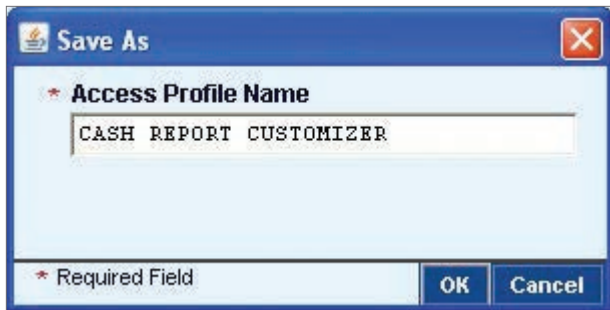 Save As
* Access Profile Name
CASH REPORT CUSTOMIZER
* Required Field
OK Cancel